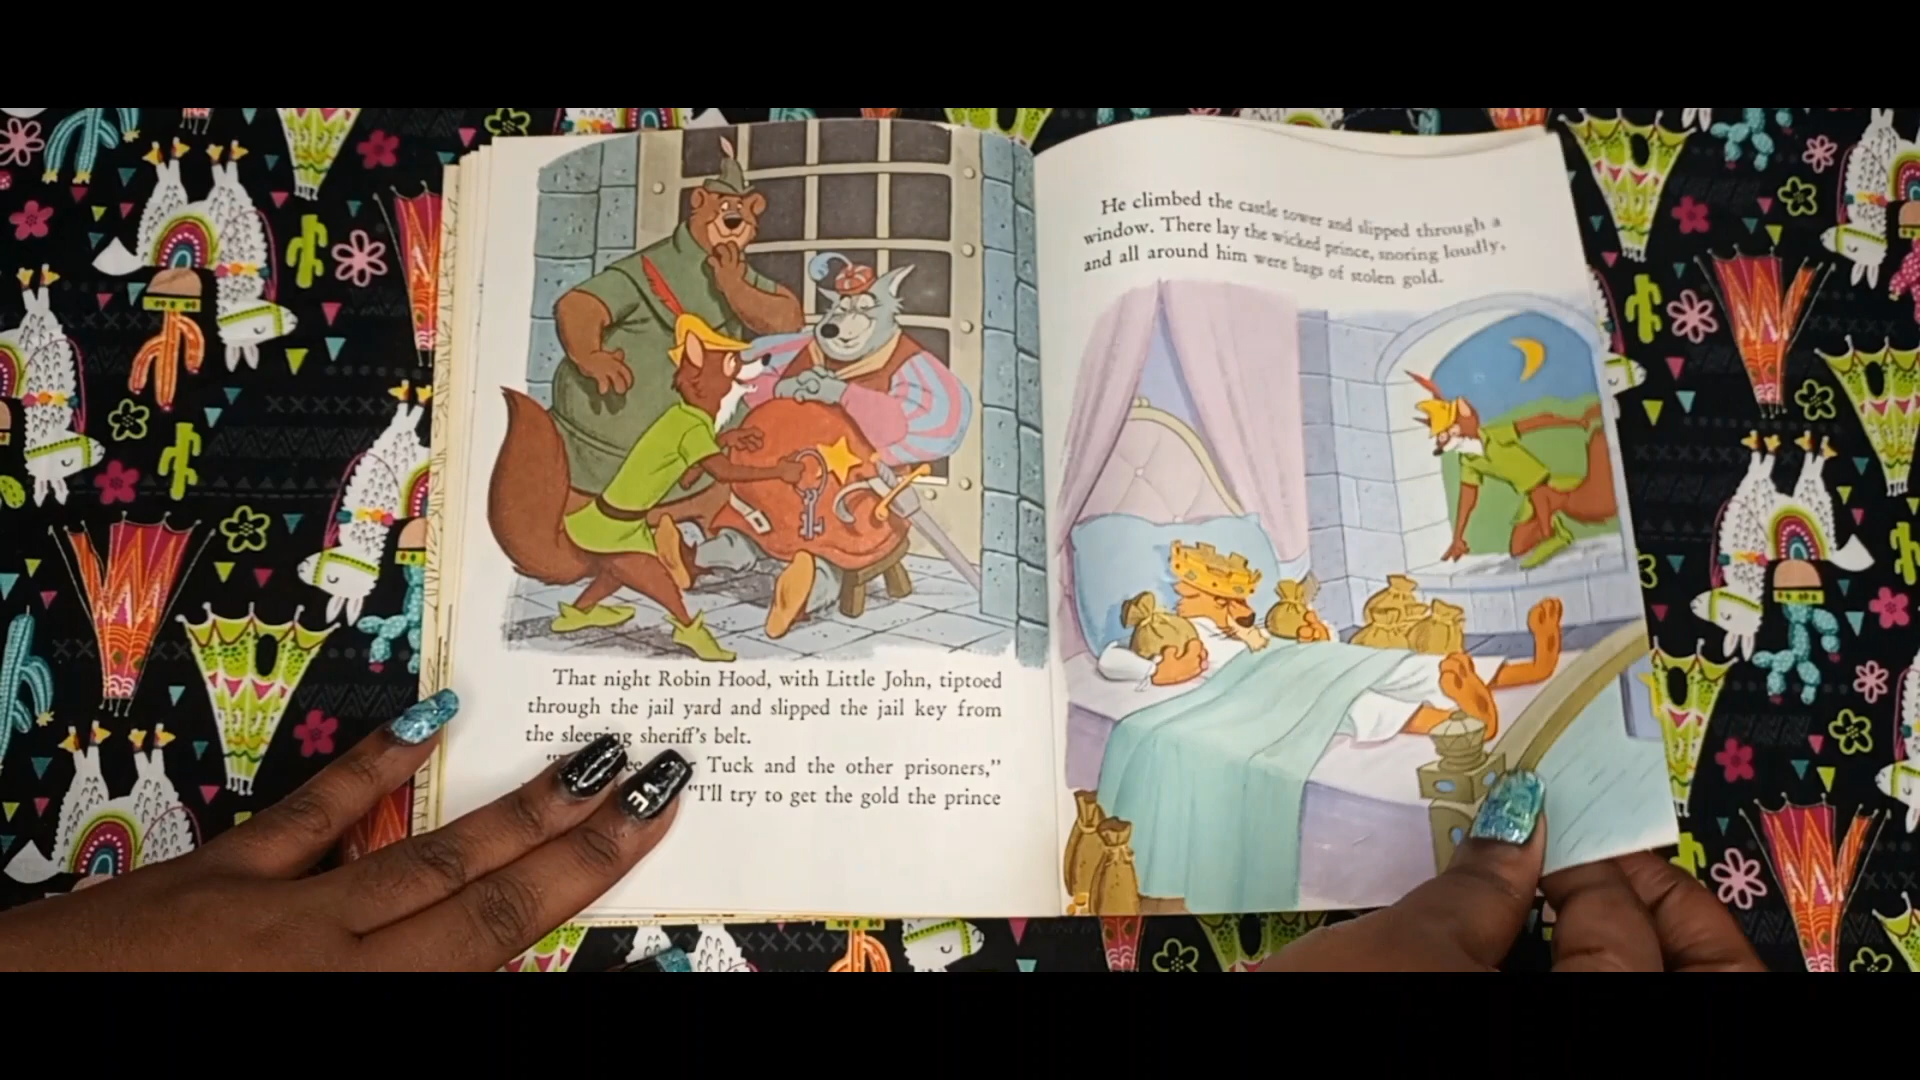 That night Robin Hood, with Little John, tiptoed
through the jail yard and slipped the jail key from
the sleeping sheriff's belt.
Tuck and the other prisoners,”
“I'll try to get the gold the prince
He climbed the castle tower and slipped through a
window. There lay the wicked prince, snoring loudly,
and all around him were bags of stolen gold.